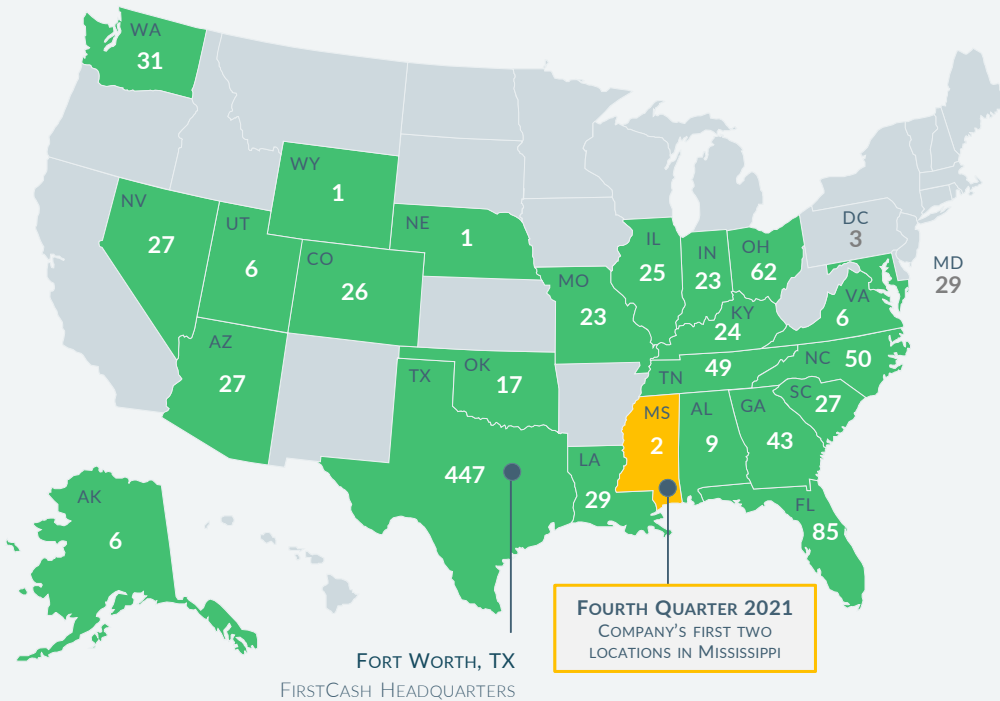 WA
31
WY
1
NV
27
UT
6
CO
26
NE
1
IL
25
IN
23
OH
62
DC
3
MD
29
MO
23
KY
24
VA
6
AZ
27
TX
447
OK
17
TN
49
NC
50
SC
27
MS
2
AL
9
GA
43
LA
29
FL
85
AK
6
FOURTH QUARTER 2021
COMPANY'S FIRST TWO
LOCATIONS IN MISSISSIPPI
FORT WORTH, TX
FIRSTCASH HEADQUARTERS